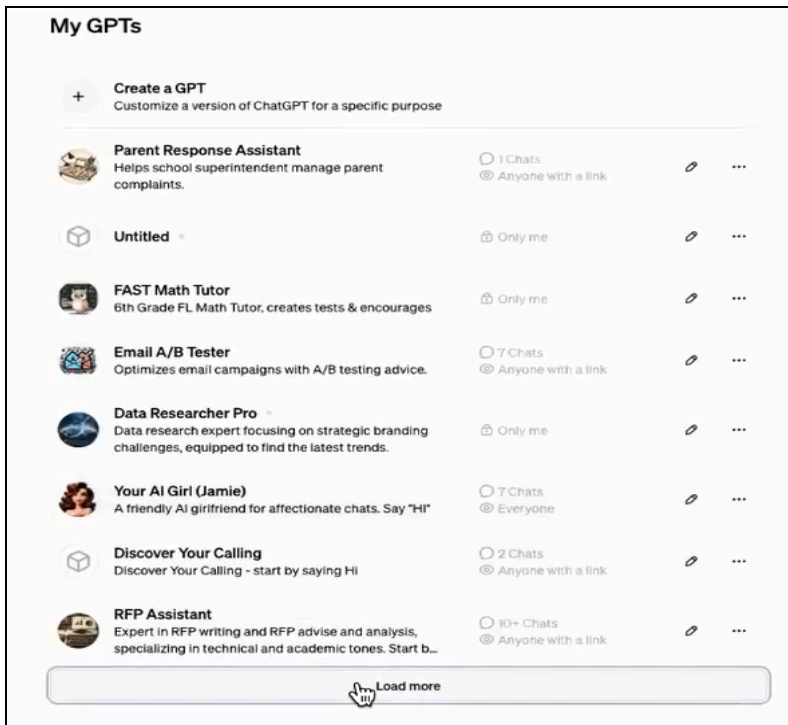 My GPTs
Create a GPT
Customize a version of ChatGPT for a specific purpose
Parent Response Assistant
Helps school superintendent manage parent
complaints.
1 Chats
Anyone with a link
Untitled
Only me
FAST Math Tutor
6th Grade FL Math Tutor, creates tests & encourages
Only me
Email A/B Tester
Optimizes email campaigns with A/B testing advice.
7 Chats
Anyone with a link
Data Researcher Pro
Data research expert focusing on strategic branding
challenges, equipped to find the latest trends.
Only me
Your AI Girl (Jamie)
A friendly AI girlfriend for affectionate chats. Say "HI"
7 Chats
Everyone
Discover Your Calling
Discover Your Calling - start by saying Hi
2 Chats
Anyone with a link
RFP Assistant
Expert in RFP writing and RFP advise and analysis,
specializing in technical and academic tones. Start b...
10+ Chats
Anyone with a link
Load more